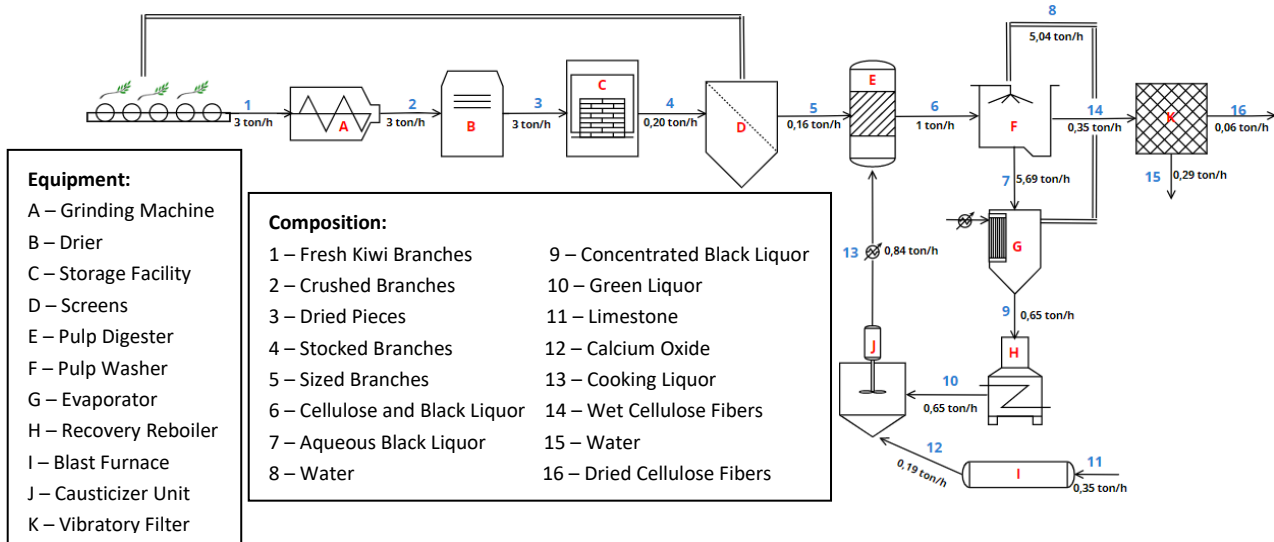 8
5,04 ton/h
1
3 ton/h
A
2
3 ton/h
B
3
3 ton/h
C
4
0,20 ton/h
D
5
0,16 ton/h
E
6
1 ton/h
F
14
0,35 ton/h
K
16
0,06 ton/h
15
0,29 ton/h
7
5,69 ton/h
G
9
0,65 ton/h
H
10
0,65 ton/h
13
0,84 ton/h
J
12
0,19 ton/h
I
11
0,35 ton/h
Equipment:
A – Grinding Machine
B – Drier
C – Storage Facility
D – Screens
E – Pulp Digester
F – Pulp Washer
G – Evaporator
H – Recovery Reboiler
I – Blast Furnace
J – Causticizer Unit
K – Vibratory Filter
Composition:
1 – Fresh Kiwi Branches
2 – Crushed Branches
3 – Dried Pieces
4 – Stocked Branches
5 – Sized Branches
6 – Cellulose and Black Liquor
7 – Aqueous Black Liquor
8 – Water
9 – Concentrated Black Liquor
10 – Green Liquor
11 – Limestone
12 – Calcium Oxide
13 – Cooking Liquor
14 – Wet Cellulose Fibers
15 – Water
16 – Dried Cellulose Fibers